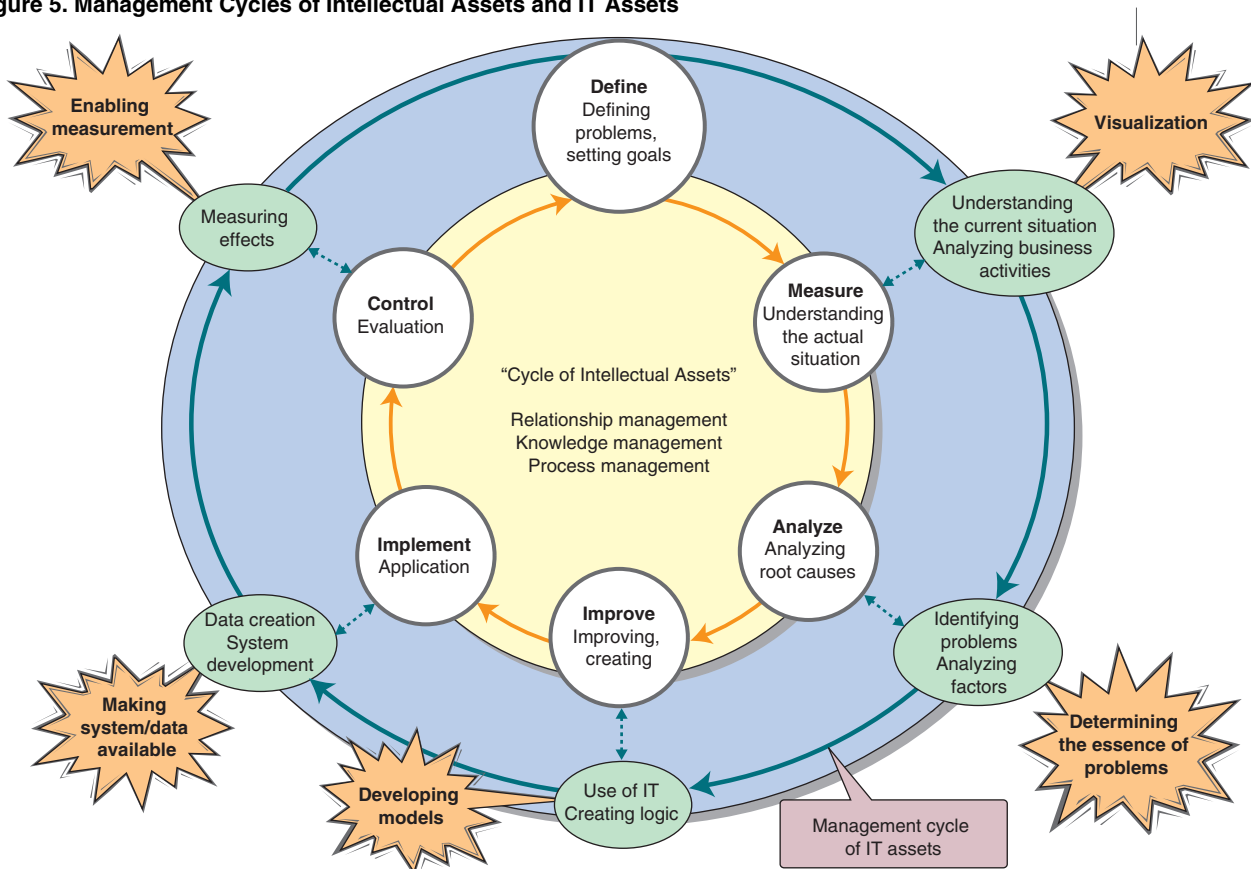 Figure 5. Management Cycles of Intellectual Assets and IT Assets
Enabling
measurement
Define
Defining
problems,
setting goals
Visualization
Measuring
effects
Understanding
the current situation
Analyzing business
activities
Control
Evaluation
Measure
Understanding
the actual
situation
“Cycle of Intellectual Assets”
Relationship management
Knowledge management
Process management
Implement
Application
Analyze
Analyzing
root causes
Improve
Improving,
creating
Data creation
System
development
Identifying
problems
Analyzing
factors
Making
system/data
available
Developing
models
Use of IT
Creating logic
Determining
the essence of
problems
Management cycle
of IT assets